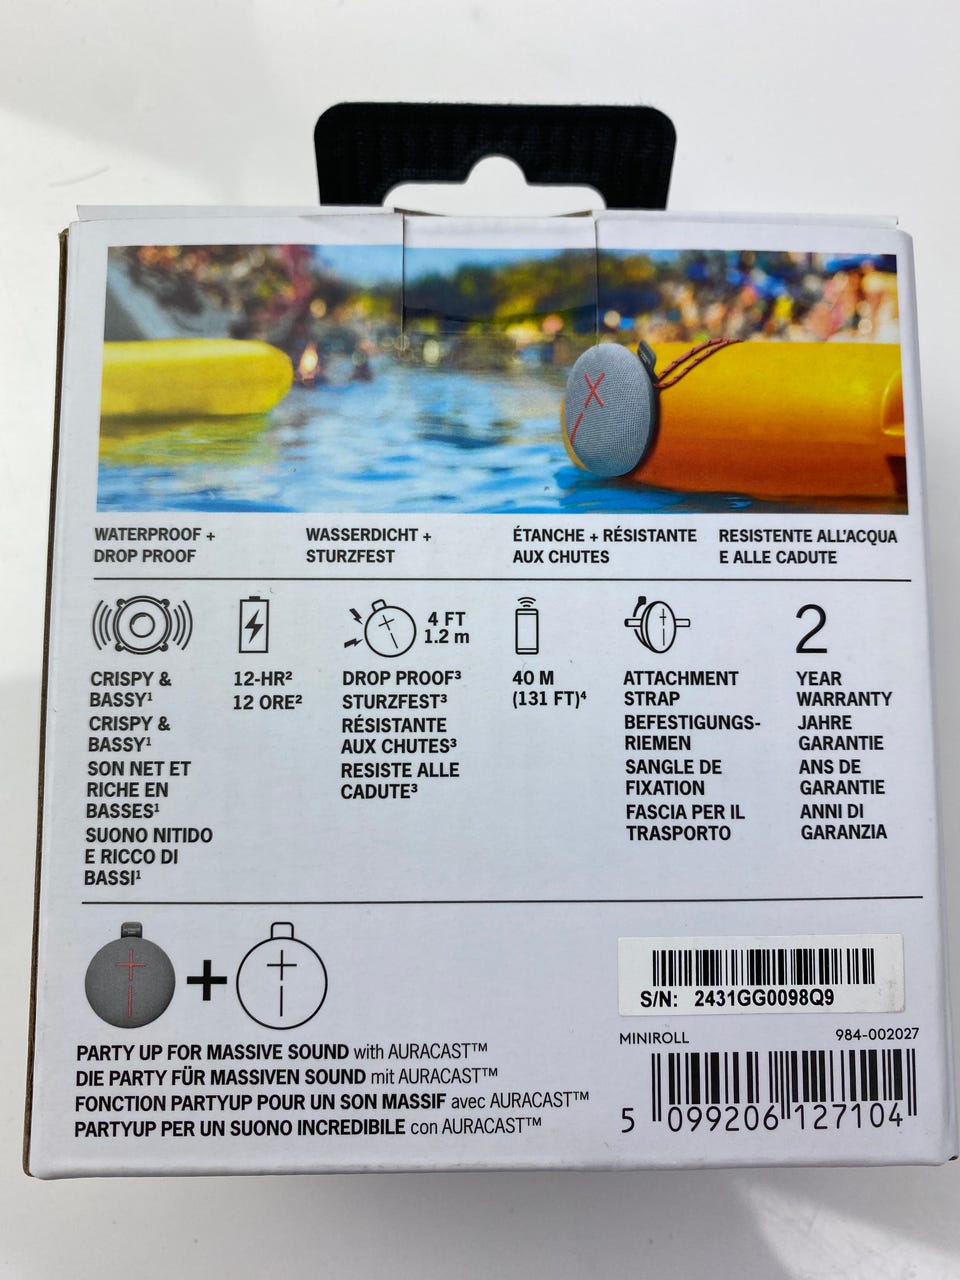 WATERPROOF +
DROP PROOF
WASSERDICHT +
STURZFEST
ÉTANCHE + RÉSISTANTE
AUX CHUTES
RESISTENTE ALL'ACQUA
E ALLE CADUTE
CRISPY &
BASSY¹
CRISPY &
BASSY¹
SON NET ET
RICHE EN
BASSES¹
SUONO NITIDO
E RICCO DI
BASSI¹
12-HR²
12 ORE²
4 FT
1.2 m
DROP PROOF³
STURZFEST³
RÉSISTANTE
AUX CHUTES³
RESISTE ALLE
CADUTE³
40 M
(131 FT)⁴
ATTACHMENT
STRAP
BEFESTIGUNGS-
RIEMEN
SANGLE DE
FIXATION
FASCIA PER IL
TRASPORTO
2
YEAR
WARRANTY
JAHRE
GARANTIE
ANS DE
GARANTIE
ANNI DI
GARANZIA
PARTY UP FOR MASSIVE SOUND with AURACAST™
DIE PARTY FÜR MASSIVEN SOUND mit AURACAST™
FONCTION PARTYUP POUR UN SON MASSIF avec AURACAST™
PARTYUP PER UN SUONO INCREDIBILE con AURACAST™
S/N: 2431GG0098Q9
MINIROLL 984-002027
5 099206 127104